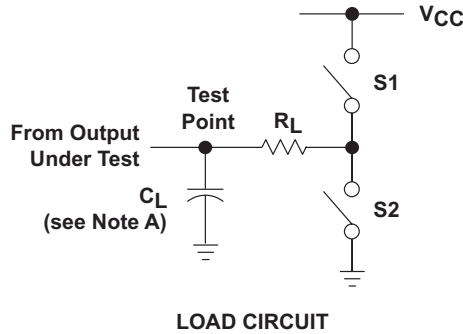 VCC
S1
Test
Point
RL
From Output
Under Test
CL
(see Note A)
S2
LOAD CIRCUIT